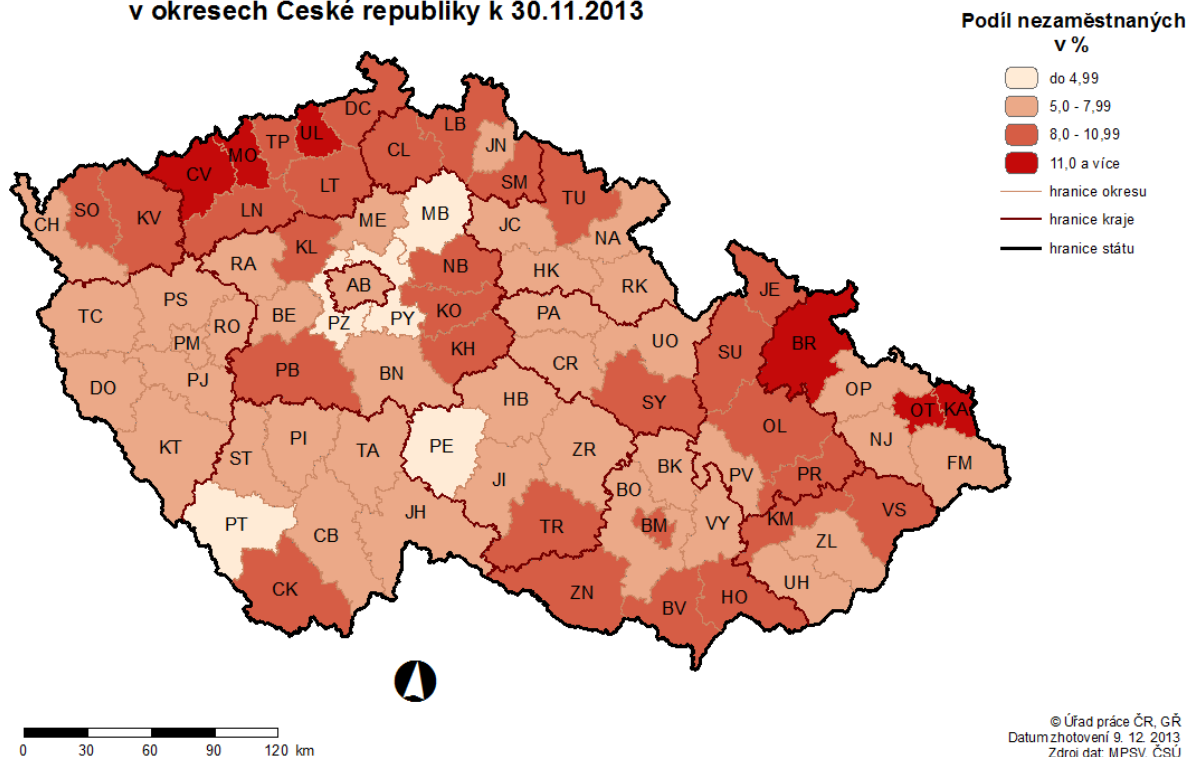 v okresech České republiky k 30.11.2013
Podíl nezaměstnaných
v %
do 4,99
5,0 - 7,99
8,0 - 10,99
11,0 a více
hranice okresu
hranice kraje
hranice státu
DC
LB
UL
TP
MO
CL
JN
CV
LT
SM
SO
KV
LN
TU
CH
ME
MB
JC
NA
KL
RA
NB
HK
AB
RK
JE
PS
TC
RO
BE
PZ
PY
KO
PA
PM
UO
SU
BR
KH
CR
PB
BN
DO
PJ
OP
HB
SY
OT
KA
OL
NJ
KT
ST
PI
TA
PE
ZR
FM
BK
JI
PV
PR
BO
PT
CB
JH
TR
BM
VY
KM
VS
ZL
CK
ZN
BV
HO
UH
0 30 60 90 120 km
© Úřad práce ČR, GŘ
Datum zhotovení 9. 12. 2013
Zdroj dat: MPSV, ČSÚ